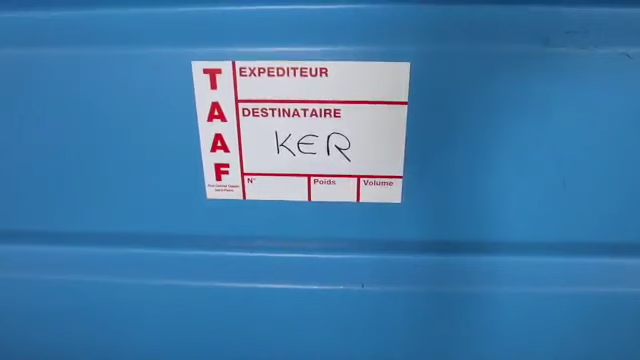 TAAF
EXPEDITEUR
DESTINATAIRE
KER
N° Poids Volume